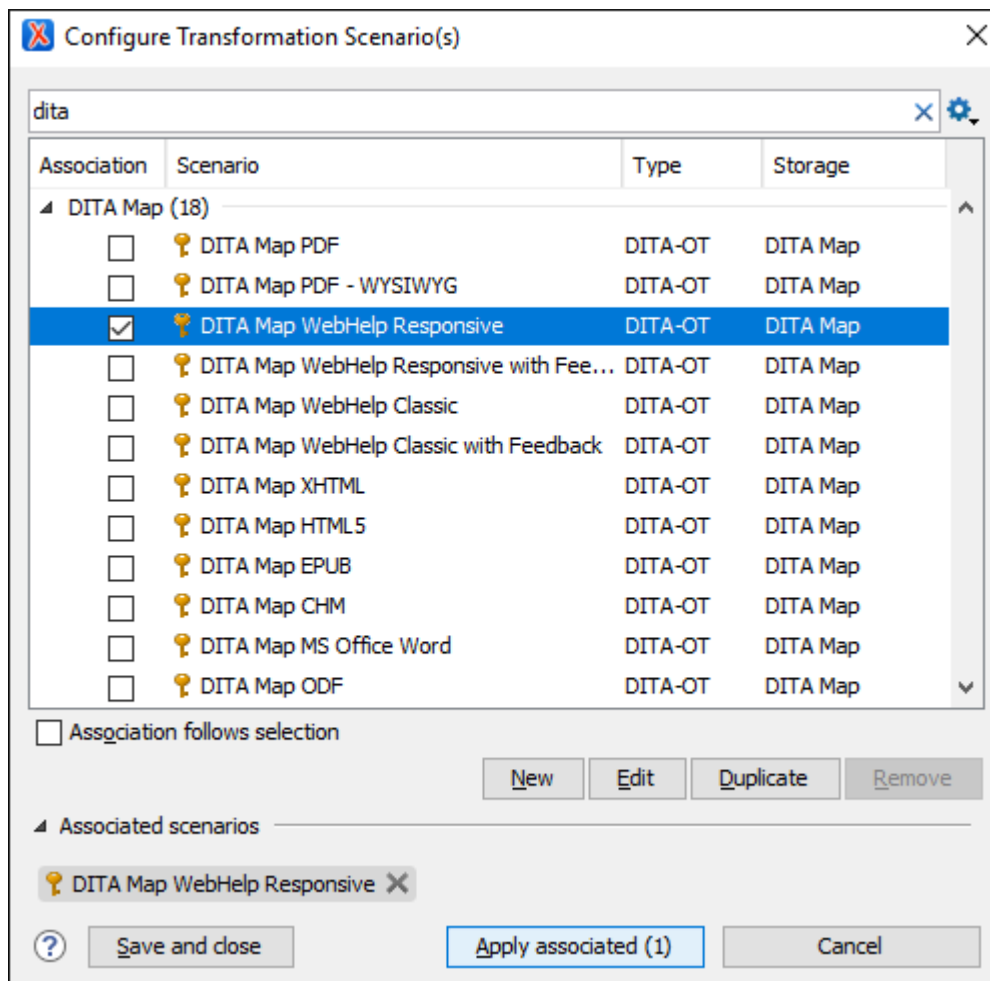 Configure Transformation Scenario(s)
dita
Association Scenario Type Storage
DITA Map (18)
DITA Map PDF DITA-OT DITA Map
DITA Map PDF - WYSIWYG DITA-OT DITA Map
DITA Map WebHelp Responsive DITA-OT DITA Map
DITA Map WebHelp Responsive with Fee... DITA-OT DITA Map
DITA Map WebHelp Classic DITA-OT DITA Map
DITA Map WebHelp Classic with Feedback DITA-OT DITA Map
DITA Map XHTML DITA-OT DITA Map
DITA Map HTML5 DITA-OT DITA Map
DITA Map EPUB DITA-OT DITA Map
DITA Map CHM DITA-OT DITA Map
DITA Map MS Office Word DITA-OT DITA Map
DITA Map ODF DITA-OT DITA Map
Association follows selection
New Edit Duplicate Remove
Associated scenarios
DITA Map WebHelp Responsive
? Save and close Apply associated (1) Cancel